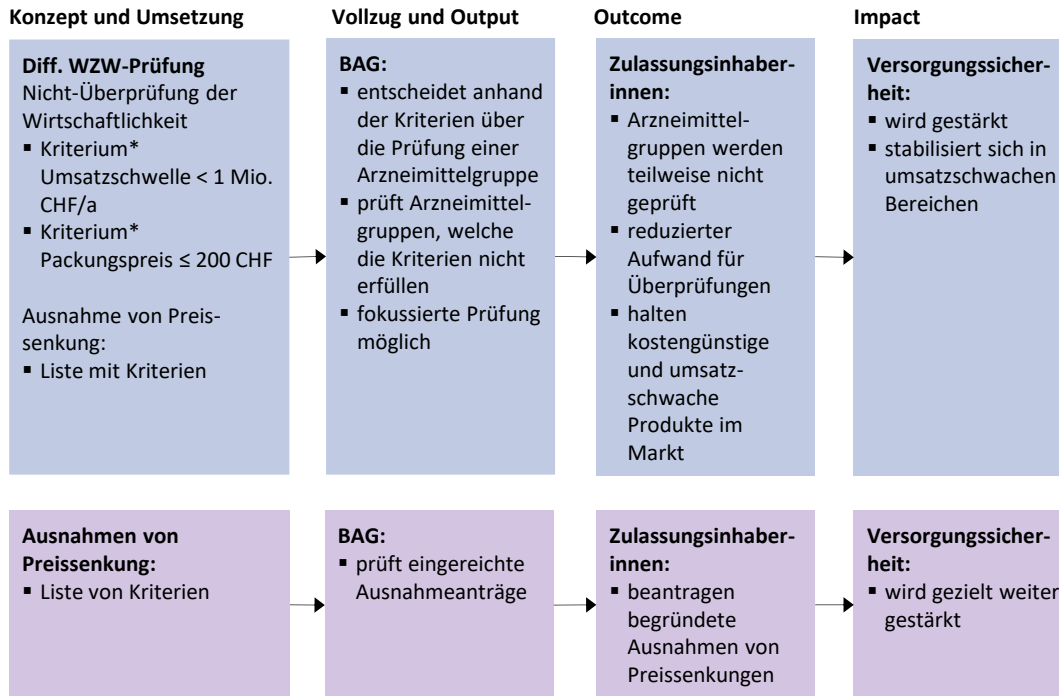 Konzept und Umsetzung
Vollzug und Output
Outcome
Impact
Diff. WZW-Prüfung
Nicht-Überprüfung der
Wirtschaftlichkeit
▪ Kriterium*
Umsatzschwelle < 1 Mio.
CHF/a
▪ Kriterium*
Packungspreis ≤ 200 CHF
Ausnahme von Preis-
senkung:
▪ Liste mit Kriterien
BAG:
▪ entscheidet anhand
der Kriterien über
die Prüfung einer
Arzneimittelgruppe
▪ prüft Arzneimittel-
gruppen, welche
die Kriterien nicht
erfüllen
▪ fokussierte Prüfung
möglich
Zulassungsinhaber-
innen:
▪ Arzneimittel-
gruppen werden
teilweise nicht
geprüft
▪ reduzierter
Aufwand für
Überprüfungen
▪ halten
kostengünstige
und umsatz-
schwache
Produkte im
Markt
Versorgungssicher-
heit:
▪ wird gestärkt
▪ stabilisiert sich in
umsatzschwachen
Bereichen
Ausnahmen von
Preissenkung:
▪ Liste von Kriterien
BAG:
▪ prüft eingereichte
Ausnahmeanträge
Zulassungsinhaber-
innen:
▪ beantragen
begründete
Ausnahmen von
Preissenkungen
Versorgungssicher-
heit:
▪ wird gezielt weiter
gestärkt